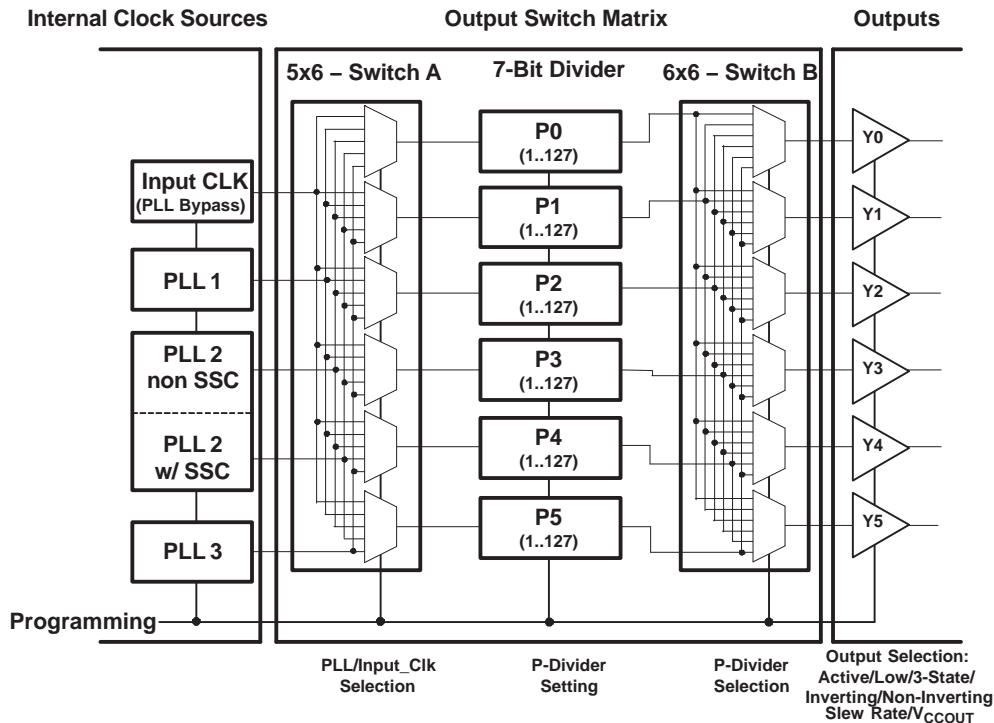 Internal Clock Sources
Output Switch Matrix
Outputs
5x6 – Switch A
7-Bit Divider
6x6 – Switch B
Input CLK
(PLL Bypass)
PLL 1
PLL 2
non SSC
PLL 2
w/ SSC
PLL 3
P0
(1..127)
P1
(1..127)
P2
(1..127)
P3
(1..127)
P4
(1..127)
P5
(1..127)
Y0
Y1
Y2
Y3
Y4
Y5
Programming
PLL/Input_Clk
Selection
P-Divider
Setting
P-Divider
Selection
Output Selection:
Active/Low/3-State/
Inverting/Non-Inverting
Slew Rate/VCCOUT